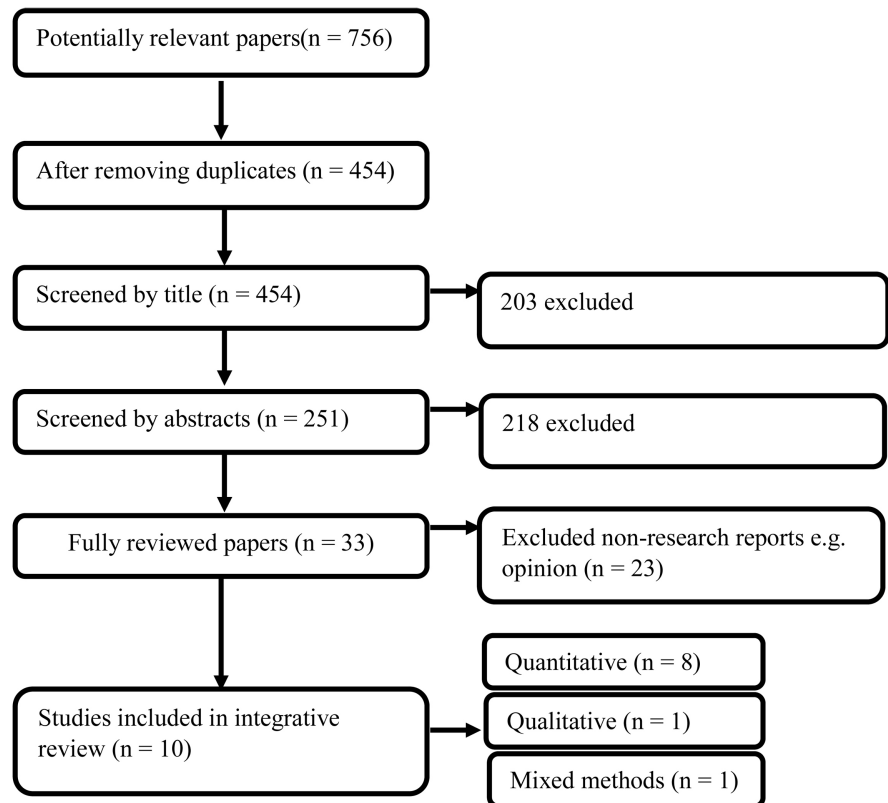 Potentially relevant papers(n = 756)
After removing duplicates (n = 454)
Screened by title (n = 454)
203 excluded
Screened by abstracts (n = 251)
218 excluded
Fully reviewed papers (n = 33)
Excluded non-research reports e.g.
opinion (n = 23)
Studies included in integrative
review (n = 10)
Quantitative (n = 8)
Qualitative (n = 1)
Mixed methods (n = 1)